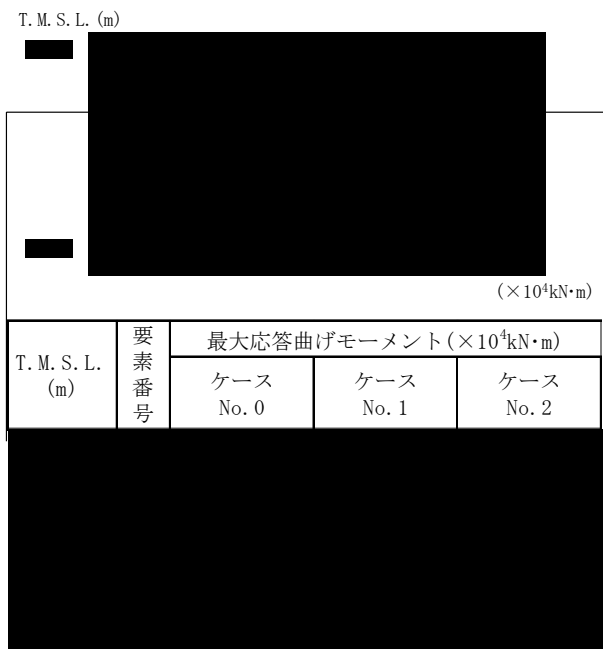 T.M.S.L.(m)
(×10⁴kN・m)
T.M.S.L.
(m)
要素番号
最大応答曲げモーメント(×10⁴kN・m)
ケース
No.0
ケース
No.1
ケース
No.2